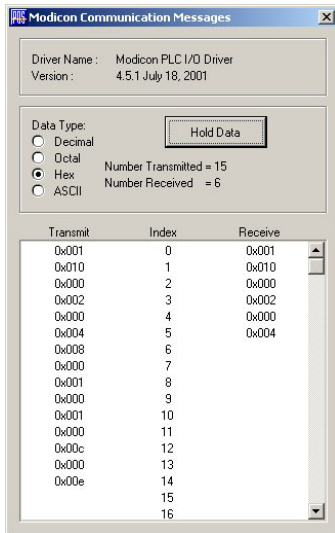 Modicon Communication Messages
Driver Name : Modicon PLC I/O Driver
Version : 4.5.1 July 18, 2001
Data Type:
Decimal
Octal
Hex
ASCII
Hold Data
Number Transmitted = 15
Number Received = 6
Transmit Index Receive
0x001 0 0x001
0x010 1 0x010
0x000 2 0x000
0x002 3 0x002
0x000 4 0x000
0x004 5 0x004
0x008 6
0x000 7
0x001 8
0x000 9
0x001 10
0x000 11
0x00c 12
0x000 13
0x00e 14
15
16